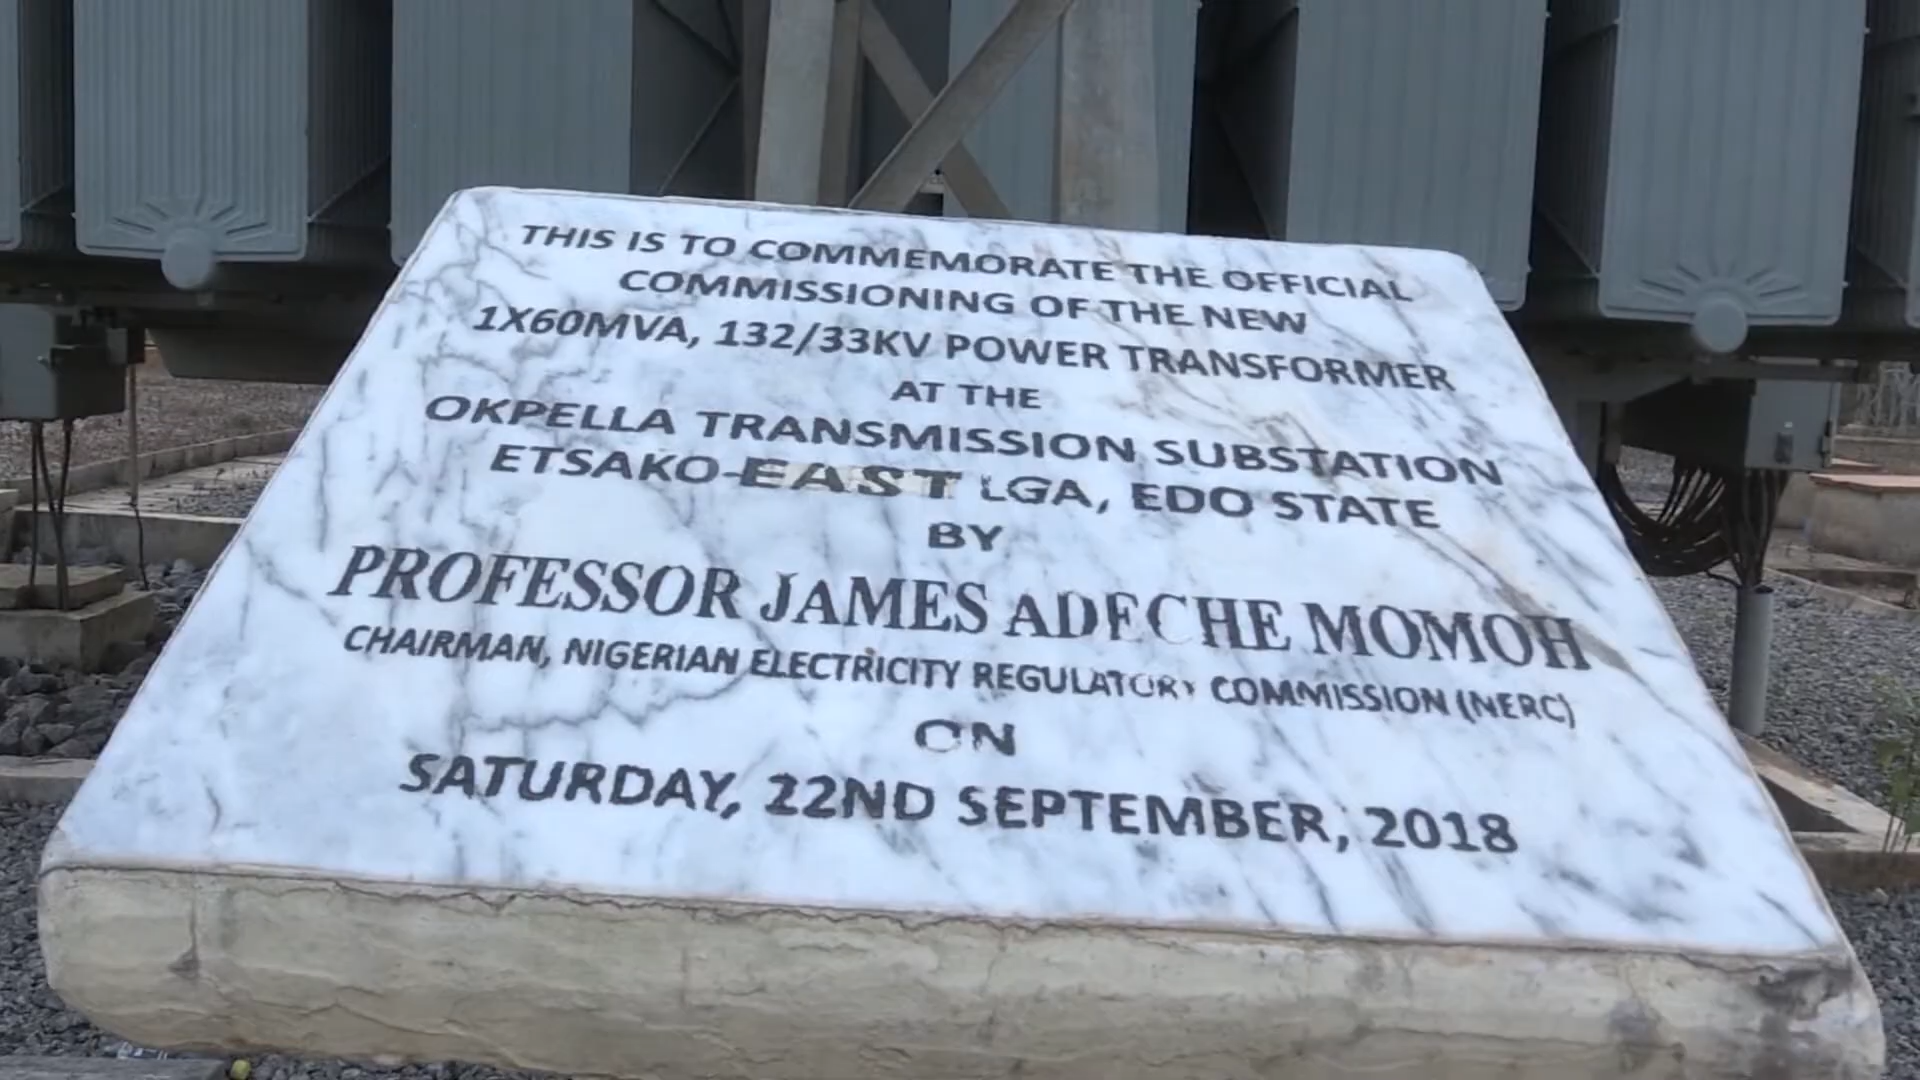 THIS IS TO COMMEMORATE THE OFFICIAL
COMMISSIONING OF THE NEW
1X60MVA, 132/33KV POWER TRANSFORMER
AT THE
OKPELLA TRANSMISSION SUBSTATION
ETSAKO-EAST LGA, EDO STATE
BY
PROFESSOR JAMES ADECHE MOMOH
CHAIRMAN, NIGERIAN ELECTRICITY REGULATORY COMMISSION (NERC)
ON
SATURDAY, 22ND SEPTEMBER, 2018